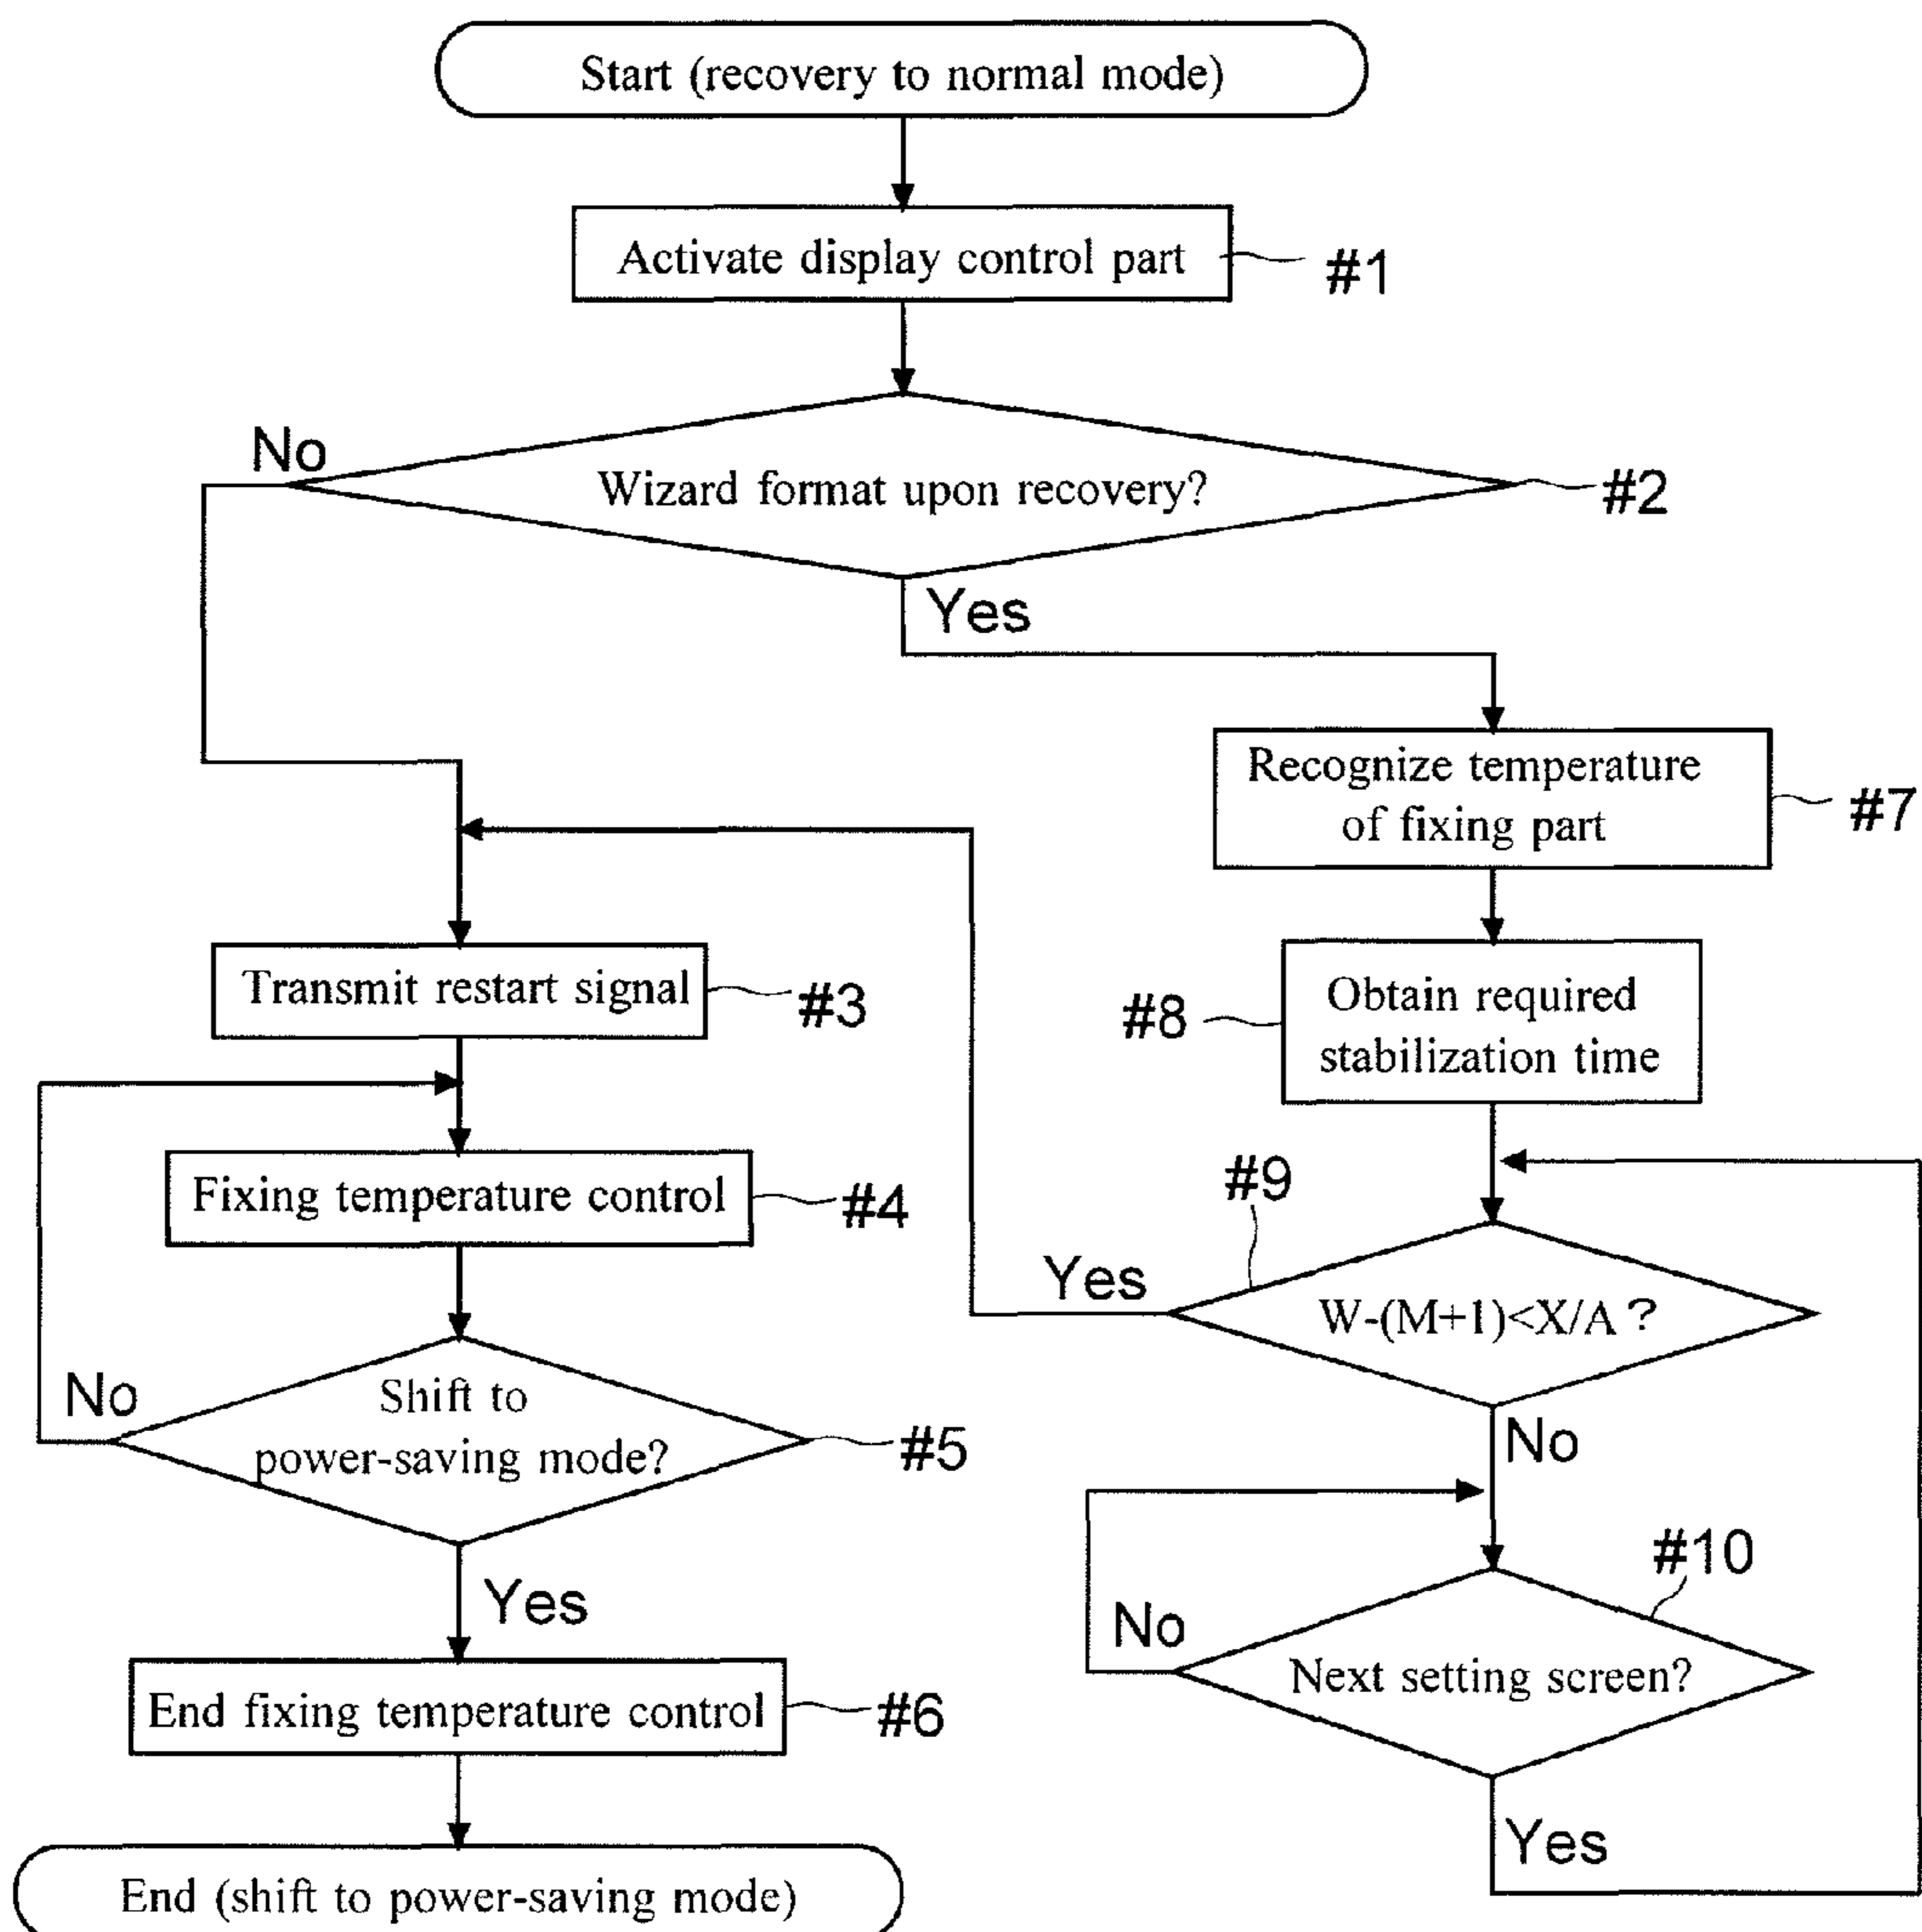 Start (recovery to normal mode)
Activate display control part
#1
No
Wizard format upon recovery?
#2
Yes
Recognize temperature
of fixing part
#7
Transmit restart signal
#3
#8
Obtain required
stabilization time
Fixing temperature control
#4
#9
Yes
W-(M+1)<X/A?
No
No
Shift to
power-saving mode?
#5
#10
Yes
No
Next setting screen?
End fixing temperature control
#6
Yes
End (shift to power-saving mode)